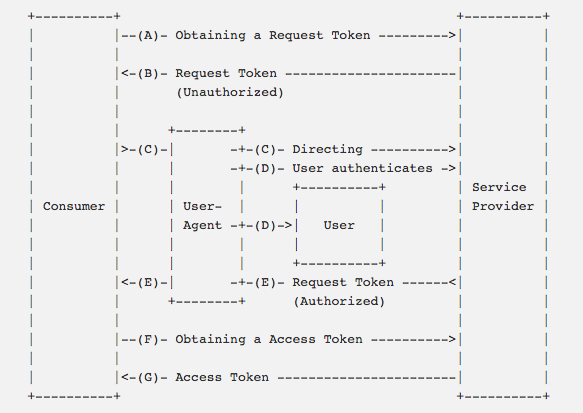 --(A)- Obtaining a Request Token --------->
<-(B)- Request Token -----------------------
(Unauthorized)
>-(C)- -+-(C)- Directing ----------->
-+-(D)- User authenticates ->
Service
Consumer User- Provider
Agent -+-(D)-> User
<-(E)- -+-(E)- Request Token ------<
(Authorized)
--(F)- Obtaining a Access Token ---------->
<-(G)- Access Token -----------------------